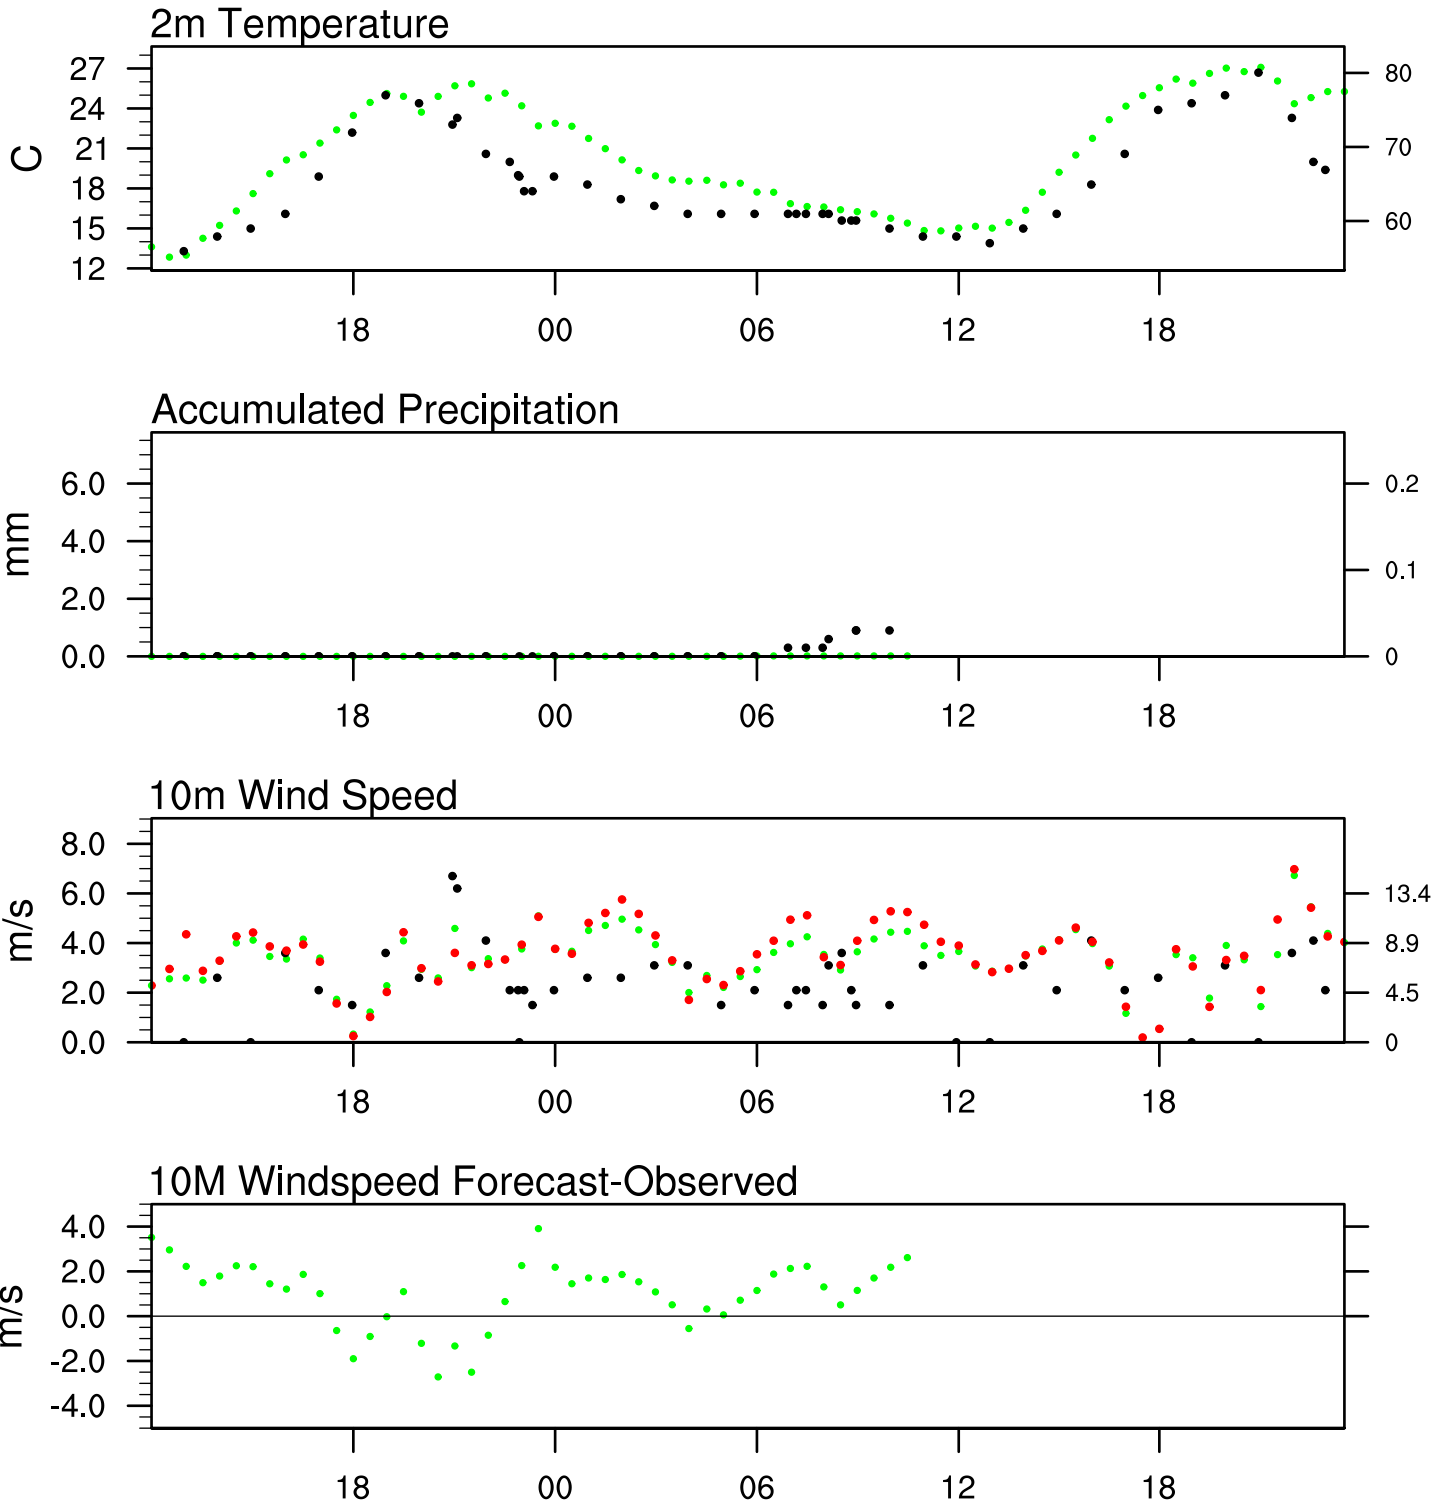 2m Temperature
27
24
21
18
15
12
C
80
70
60
18 00 06 12 18
Accumulated Precipitation
6.0
4.0
2.0
0.0
mm
0.2
0.1
0
18 00 06 12 18
10m Wind Speed
8.0
6.0
4.0
2.0
0.0
m/s
13.4
8.9
4.5
0
18 00 06 12 18
10M Windspeed Forecast-Observed
4.0
2.0
0.0
-2.0
-4.0
m/s
18 00 06 12 18